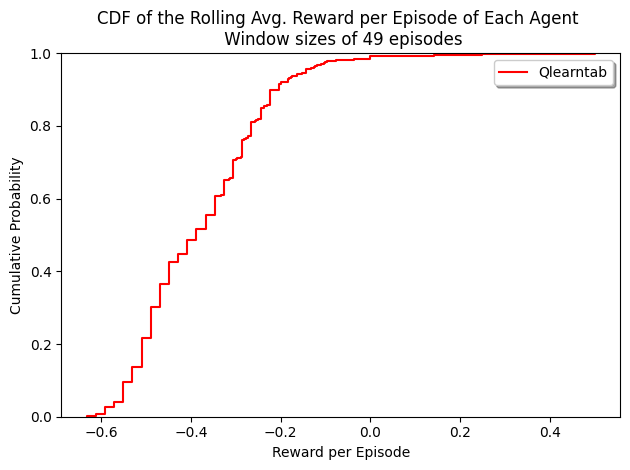 CDF of the Rolling Avg. Reward per Episode of Each Agent
Window sizes of 49 episodes
Qlearntab
1.0
0.8
0.6
0.4
0.2
0.0
Cumulative Probability
−0.6 −0.4 −0.2 0.0 0.2 0.4
Reward per Episode